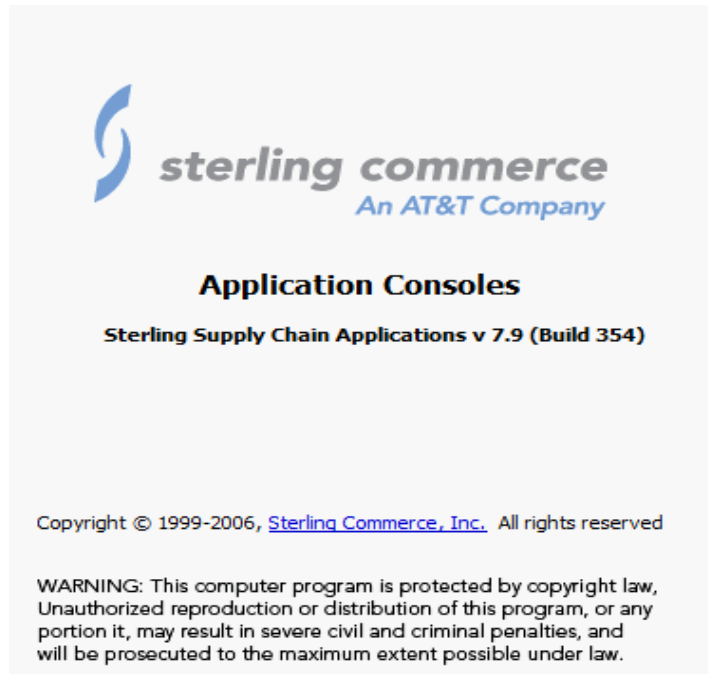 sterling commerce
An AT&T Company
Application Consoles
Sterling Supply Chain Applications v 7.9 (Build 354)
Copyright © 1999-2006, Sterling Commerce, Inc. All rights reserved
WARNING: This computer program is protected by copyright law,
Unauthorized reproduction or distribution of this program, or any
portion it, may result in severe civil and criminal penalties, and
will be prosecuted to the maximum extent possible under law.